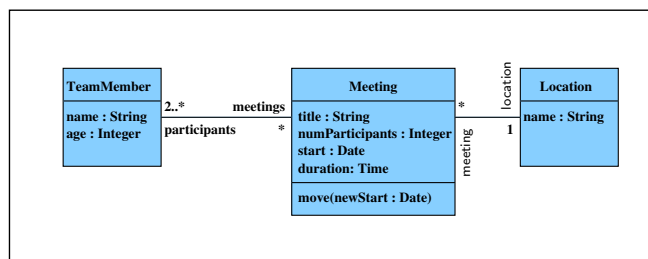 TeamMember
name : String
age : Integer
2..*
participants
meetings
*
Meeting
title : String
numParticipants : Integer
start : Date
duration: Time
move(newStart : Date)
*
meeting
location
1
Location
name : String